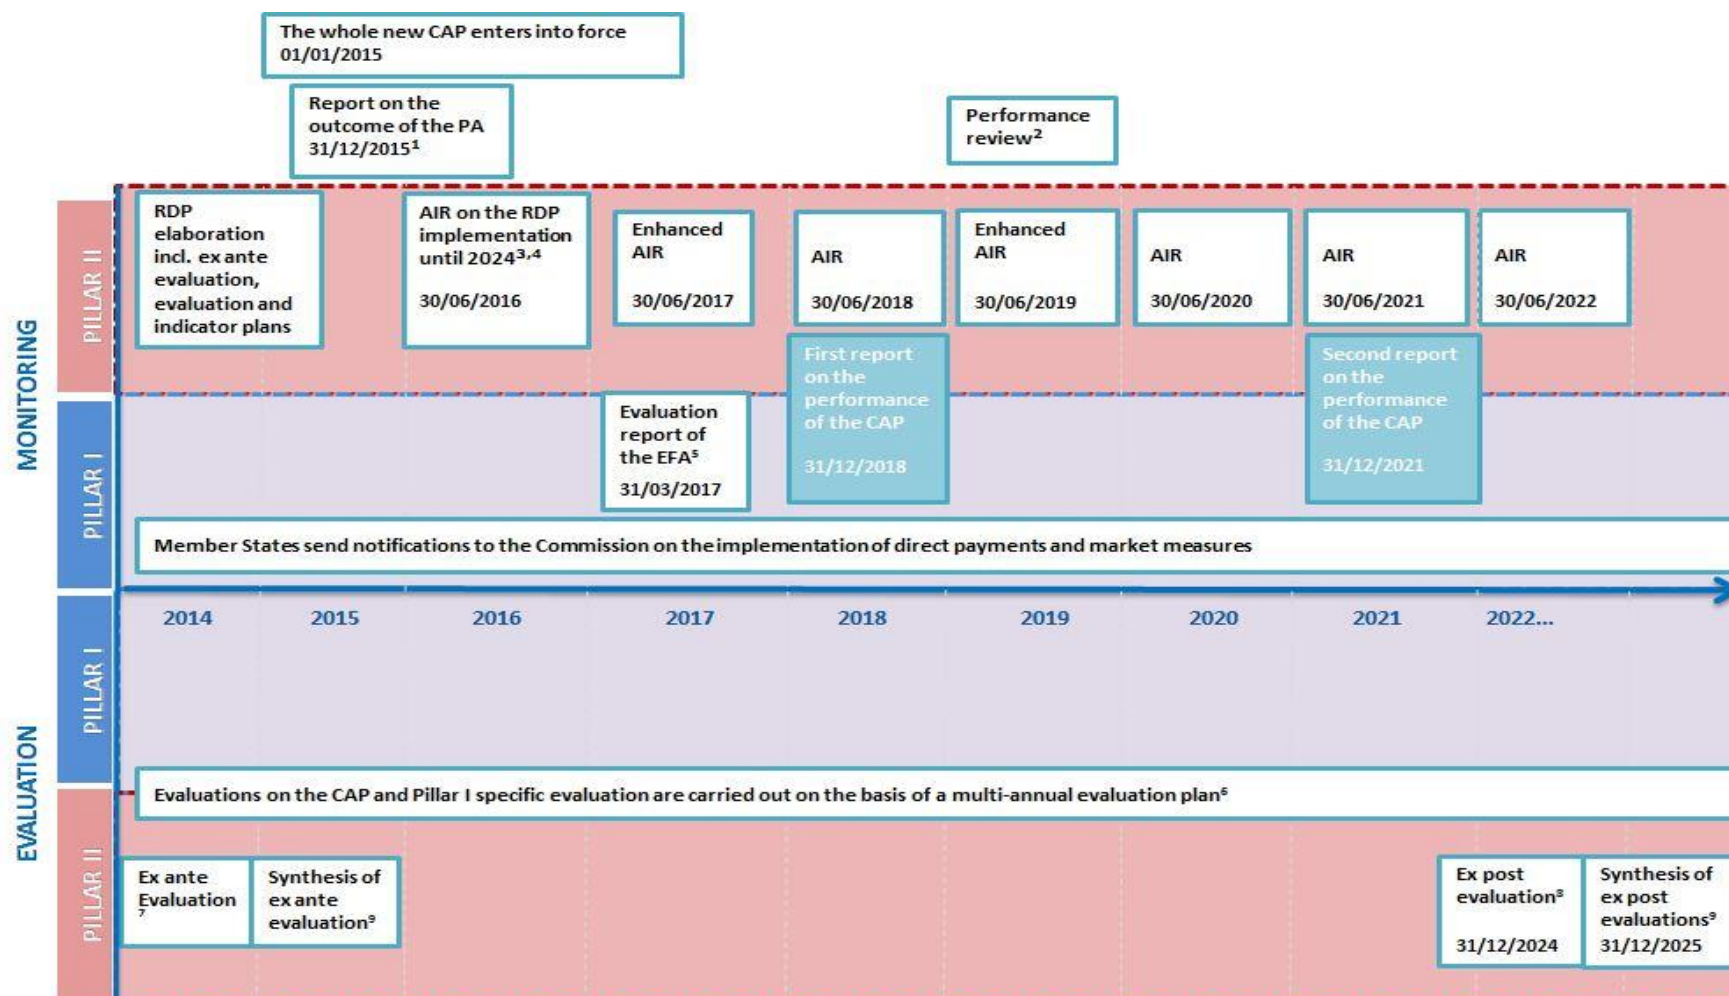 The whole new CAP enters into force
01/01/2015
Report on the
outcome of the PA
31/12/2015¹
Performance
review²
MONITORING
PILLAR II
RDP
elaboration
incl. ex ante
evaluation,
evaluation and
indicator plans
AIR on the RDP
implementation
until 2024³,⁴
30/06/2016
Enhanced
AIR
30/06/2017
AIR
30/06/2018
Enhanced
AIR
30/06/2019
AIR
30/06/2020
AIR
30/06/2021
AIR
30/06/2022
First report
on the
performance
of the CAP
31/12/2018
Second report
on the
performance
of the CAP
31/12/2021
PILLAR I
Evaluation
report of
the EFA⁵
31/03/2017
Member States send notifications to the Commission on the implementation of direct payments and market measures
2014
2015
2016
2017
2018
2019
2020
2021
2022...
EVALUATION
PILLAR I
Evaluations on the CAP and Pillar I specific evaluation are carried out on the basis of a multi-annual evaluation plan⁶
PILLAR II
Ex ante
Evaluation
⁷
Synthesis of
ex ante
evaluation⁹
Ex post
evaluation⁸
31/12/2024
Synthesis of
ex post
evaluations⁹
31/12/2025